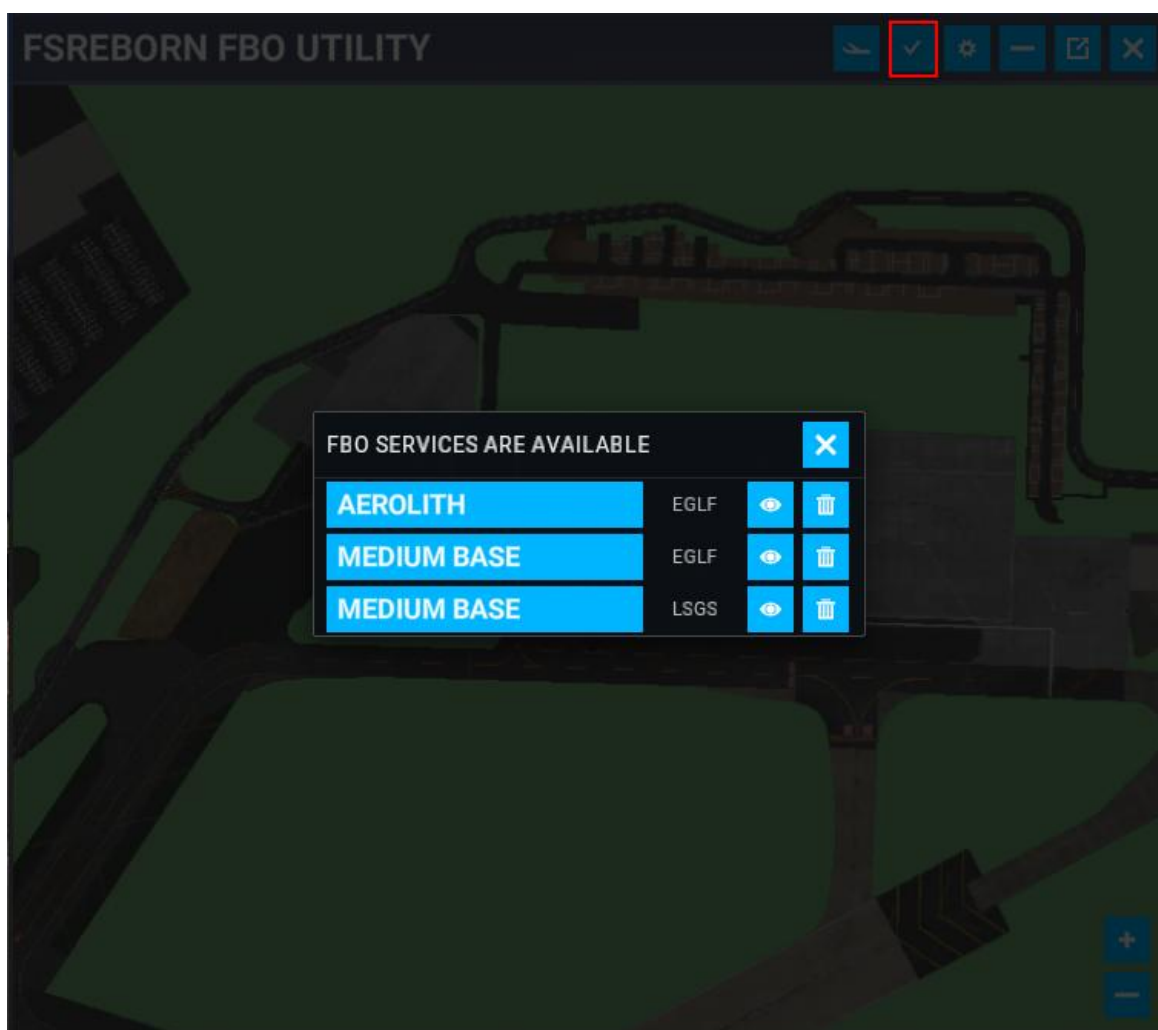 FSREBORN FBO UTILITY
FBO SERVICES ARE AVAILABLE
AEROLITH EGLF
MEDIUM BASE EGLF
MEDIUM BASE LSGS